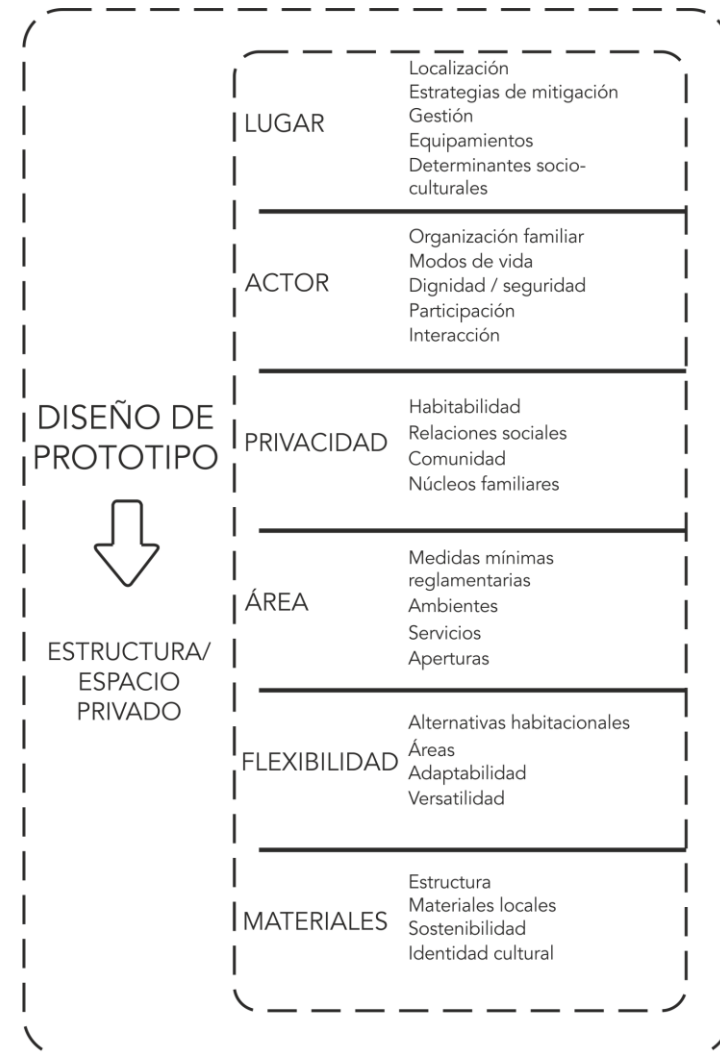 DISEÑO DE
PROTOTIPO
ESTRUCTURA/
ESPACIO
PRIVADO
LUGAR
Localización
Estrategias de mitigación
Gestión
Equipamientos
Determinantes socio-
culturales
ACTOR
Organización familiar
Modos de vida
Dignidad / seguridad
Participación
Interacción
PRIVACIDAD
Habitabilidad
Relaciones sociales
Comunidad
Núcleos familiares
ÁREA
Medidas mínimas
reglamentarias
Ambientes
Servicios
Aperturas
FLEXIBILIDAD
Alternativas habitacionales
Áreas
Adaptabilidad
Versatilidad
MATERIALES
Estructura
Materiales locales
Sostenibilidad
Identidad cultural